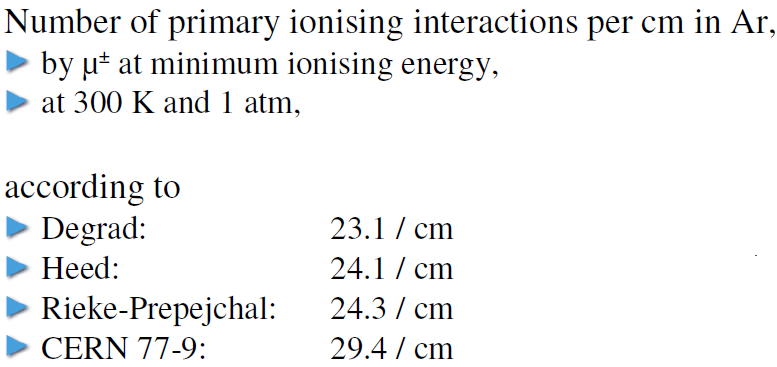 Number of primary ionising interactions per cm in Ar,
by μ± at minimum ionising energy,
at 300 K and 1 atm,
according to
Degrad: 23.1 / cm
Heed: 24.1 / cm
Rieke-Prepejchal: 24.3 / cm
CERN 77-9: 29.4 / cm